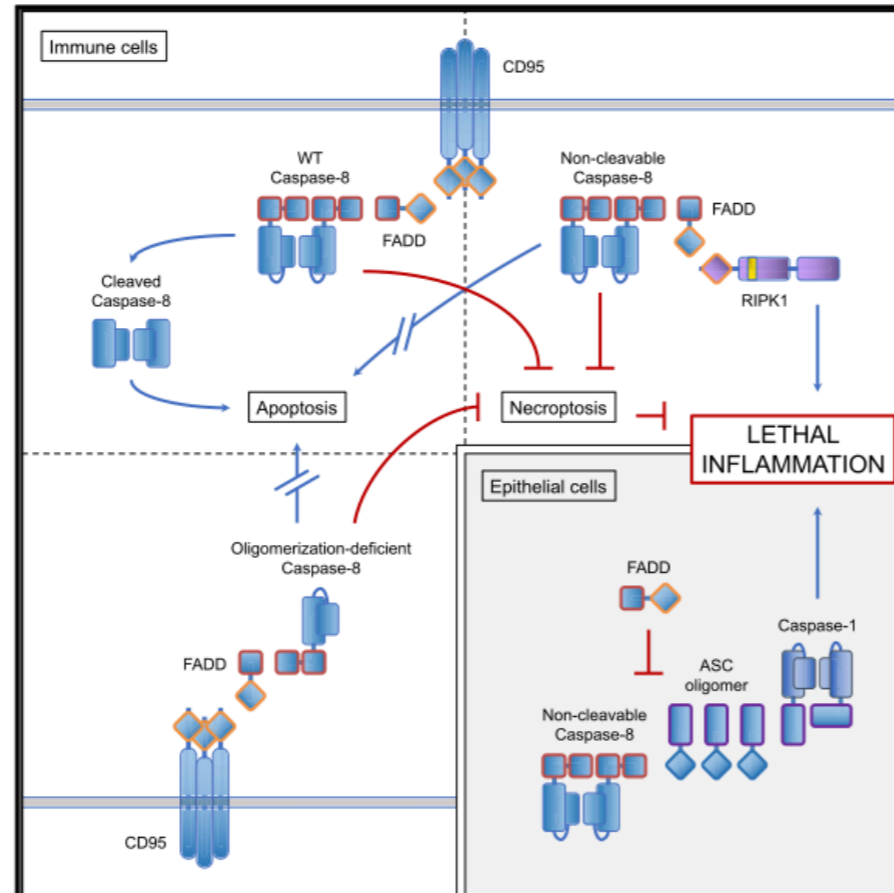 Immune cells
CD95
WT
Caspase-8
Non-cleavable
Caspase-8
FADD
FADD
Cleaved
Caspase-8
RIPK1
Apoptosis
Necroptosis
LETHAL
INFLAMMATION
Epithelial cells
Oligomerization-deficient
Caspase-8
FADD
FADD
Caspase-1
ASC
oligomer
Non-cleavable
Caspase-8
CD95